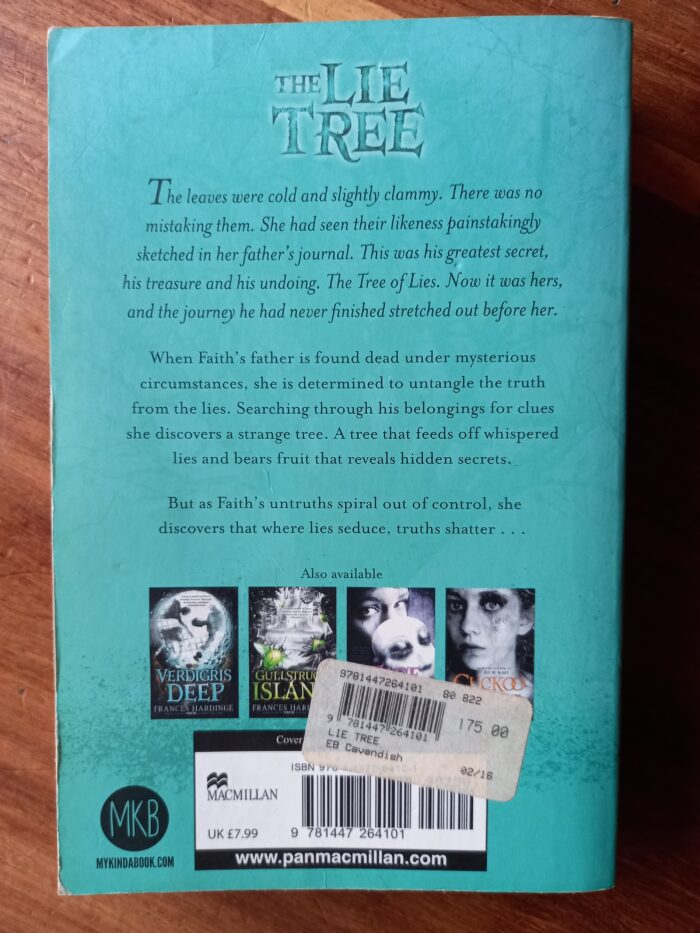 THE LIE
TREE
The leaves were cold and slightly clammy. There was no
mistaking them. She had seen their likeness painstakingly
sketched in her father's journal. This was his greatest secret,
his treasure and his undoing. The Tree of Lies. Now it was hers,
and the journey he had never finished stretched out before her.
When Faith's father is found dead under mysterious
circumstances, she is determined to untangle the truth
from the lies. Searching through his belongings for clues
she discovers a strange tree. A tree that feeds off whispered
lies and bears fruit that reveals hidden secrets.
But as Faith's untruths spiral out of control, she
discovers that where lies seduce, truths shatter . . .
Also available
VERDIGRIS
DEEP
FRANCES HARDINGE
GULLSTRUC
ISLAN
FRANCES HARDI
CUCKOO
9781447264101 80 822
175.00
9 781447 264101
LIE TREE
EB Cavendish
02/16
Cover
ISBN 978
MACMILLAN
UK £7.99
9 781447 264101
www.panmacmillan.com
MKB
MYKINDABOOK.COM